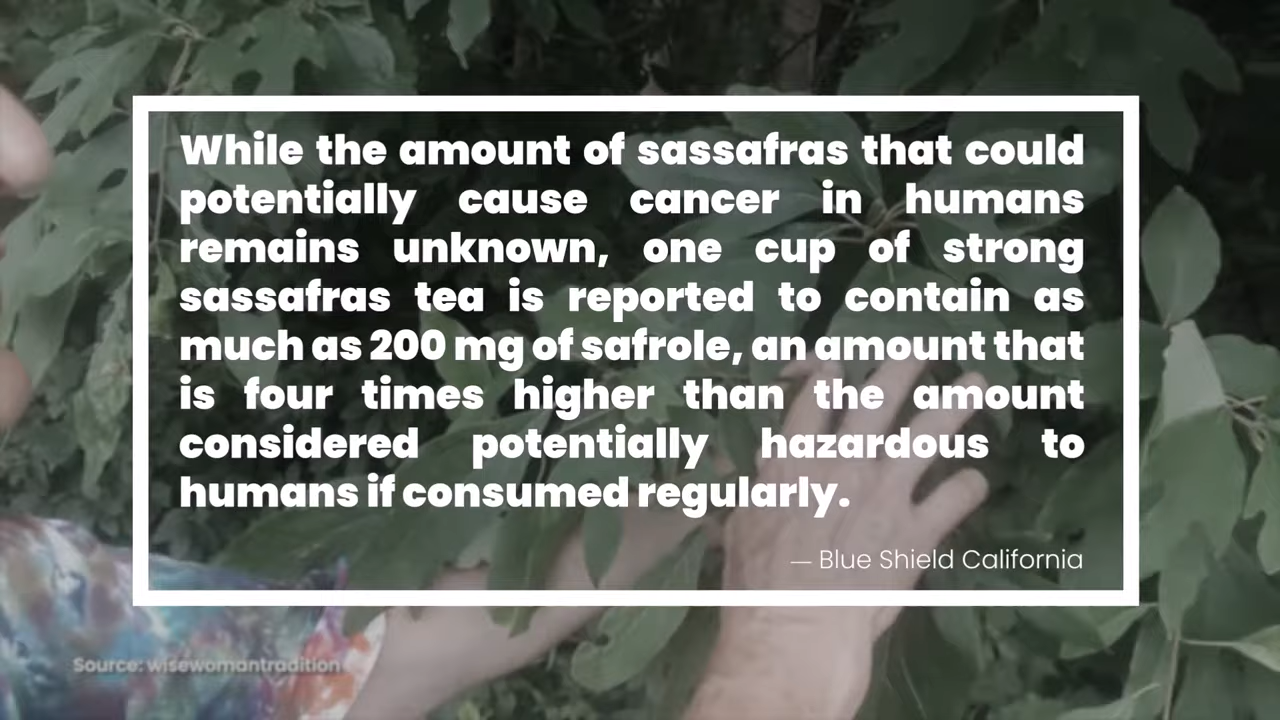 While the amount of sassafras that could
potentially cause cancer in humans
remains unknown, one cup of strong
sassafras tea is reported to contain as
much as 200 mg of safrole, an amount that
is four times higher than the amount
considered potentially hazardous to
humans if consumed regularly.
— Blue Shield California
Source: wisewomantradition